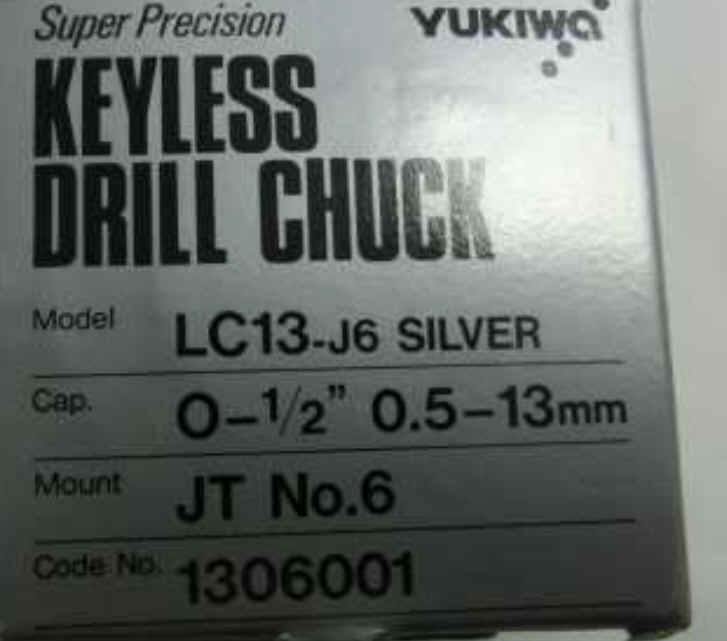 Super Precision YUKIWA
KEYLESS
DRILL CHUCK
Model LC13-J6 SILVER
Cap. O-1/2" 0.5-13mm
Mount JT No.6
Code No. 1306001